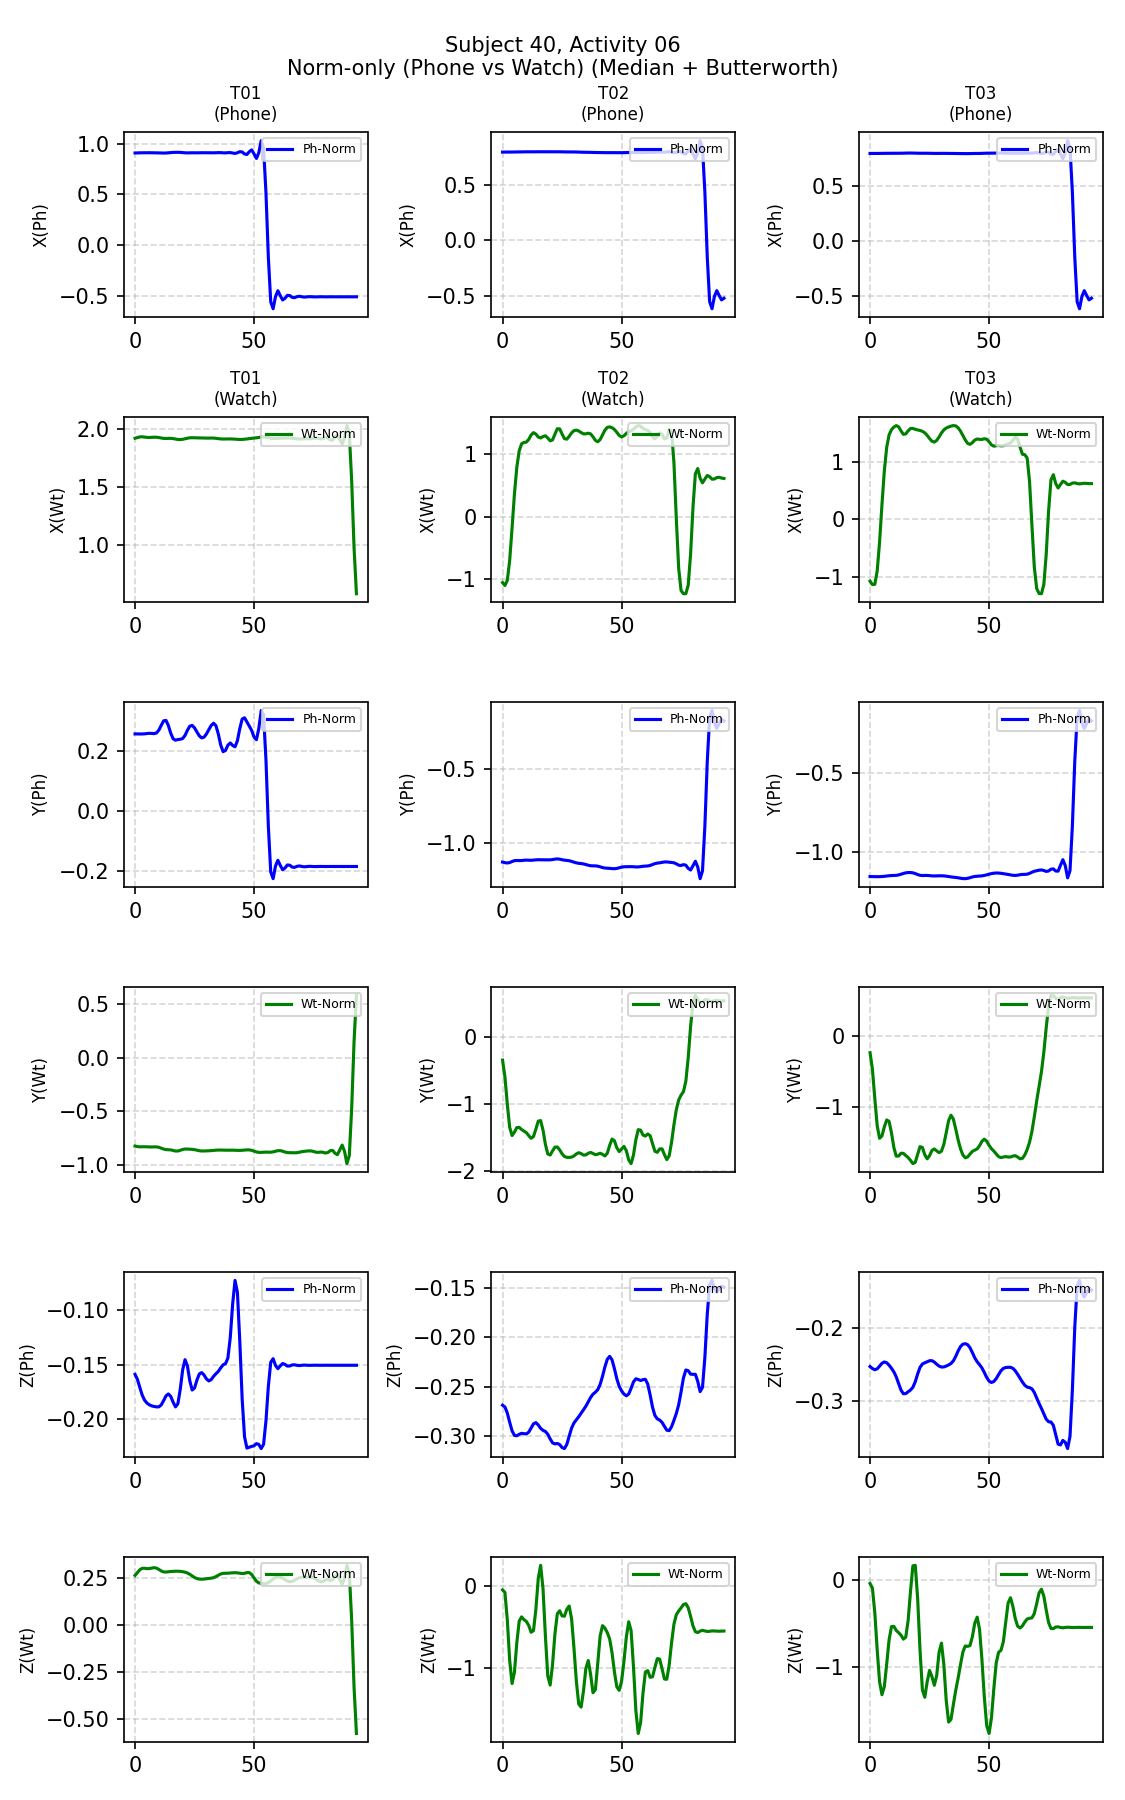 Subject 40, Activity 06
Norm-only (Phone vs Watch) (Median + Butterworth)
T01
(Phone)
T02
(Phone)
T03
(Phone)
X(Ph)
1.0
0.5
0.0
−0.5
0
50
Ph-Norm
X(Ph)
0.5
0.0
−0.5
0
50
Ph-Norm
X(Ph)
0.5
0.0
−0.5
0
50
Ph-Norm
T01
(Watch)
T02
(Watch)
T03
(Watch)
X(Wt)
2.0
1.5
1.0
0
50
Wt-Norm
X(Wt)
1
0
−1
0
50
Wt-Norm
X(Wt)
1
0
−1
0
50
Wt-Norm
Y(Ph)
0.2
0.0
−0.2
0
50
Ph-Norm
Y(Ph)
−0.5
−1.0
0
50
Ph-Norm
Y(Ph)
−0.5
−1.0
0
50
Ph-Norm
Y(Wt)
0.5
0.0
−0.5
−1.0
0
50
Wt-Norm
Y(Wt)
0
−1
−2
0
50
Wt-Norm
Y(Wt)
0
−1
0
50
Wt-Norm
Z(Ph)
−0.10
−0.15
−0.20
0
50
Ph-Norm
Z(Ph)
−0.15
−0.20
−0.25
−0.30
0
50
Ph-Norm
Z(Ph)
−0.2
−0.3
0
50
Ph-Norm
Z(Wt)
0.25
0.00
−0.25
−0.50
0
50
Wt-Norm
Z(Wt)
0
−1
0
50
Wt-Norm
Z(Wt)
0
−1
0
50
Wt-Norm